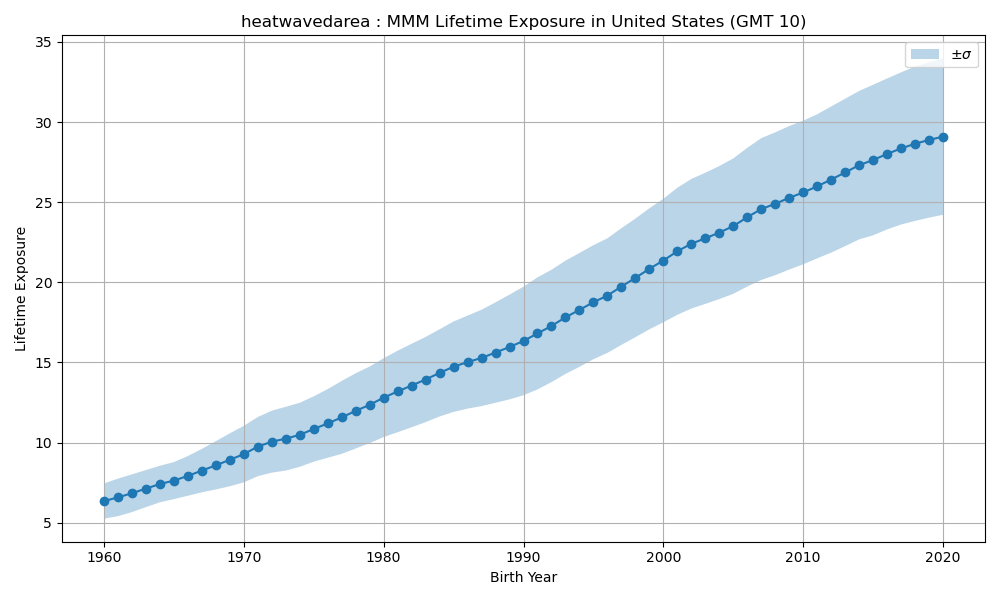 heatwavedarea : MMM Lifetime Exposure in United States (GMT 10)
±σ
Lifetime Exposure
35
30
25
20
15
10
5
1960 1970 1980 1990 2000 2010 2020
Birth Year